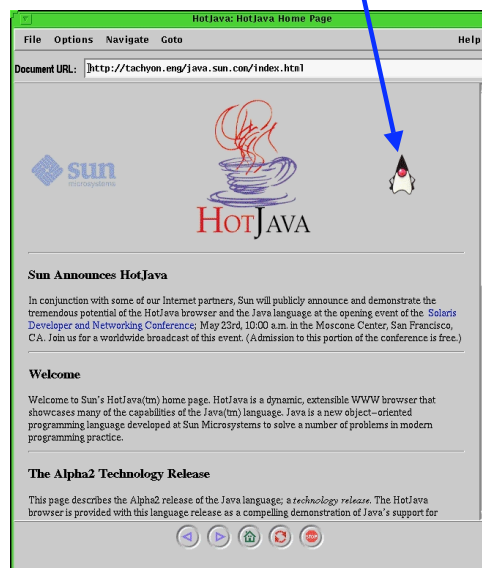 HotJava: HotJava Home Page
File Options Navigate Goto Help
Document URL: http://tachyon.eng/java.sun.com/index.html
sun
microsystems
HOTJAVA
Sun Announces HotJava
In conjunction with some of our Internet partners, Sun will publicly announce and demonstrate the
tremendous potential of the HotJava browser and the Java language at the opening event of the Solaris
Developer and Networking Conference; May 23rd, 10:00 a.m. in the Moscone Center, San Francisco,
CA. Join us for a worldwide broadcast of this event. (Admission to this portion of the conference is free.)
Welcome
Welcome to Sun's HotJava(tm) home page. HotJava is a dynamic, extensible WWW browser that
showcases many of the capabilities of the Java(tm) language. Java is a new object-oriented
programming language developed at Sun Microsystems to solve a number of problems in modern
programming practice.
The Alpha2 Technology Release
This page describes the Alpha2 release of the Java language; a technology release. The HotJava
browser is provided with this language release as a compelling demonstration of Java's support for
STOP